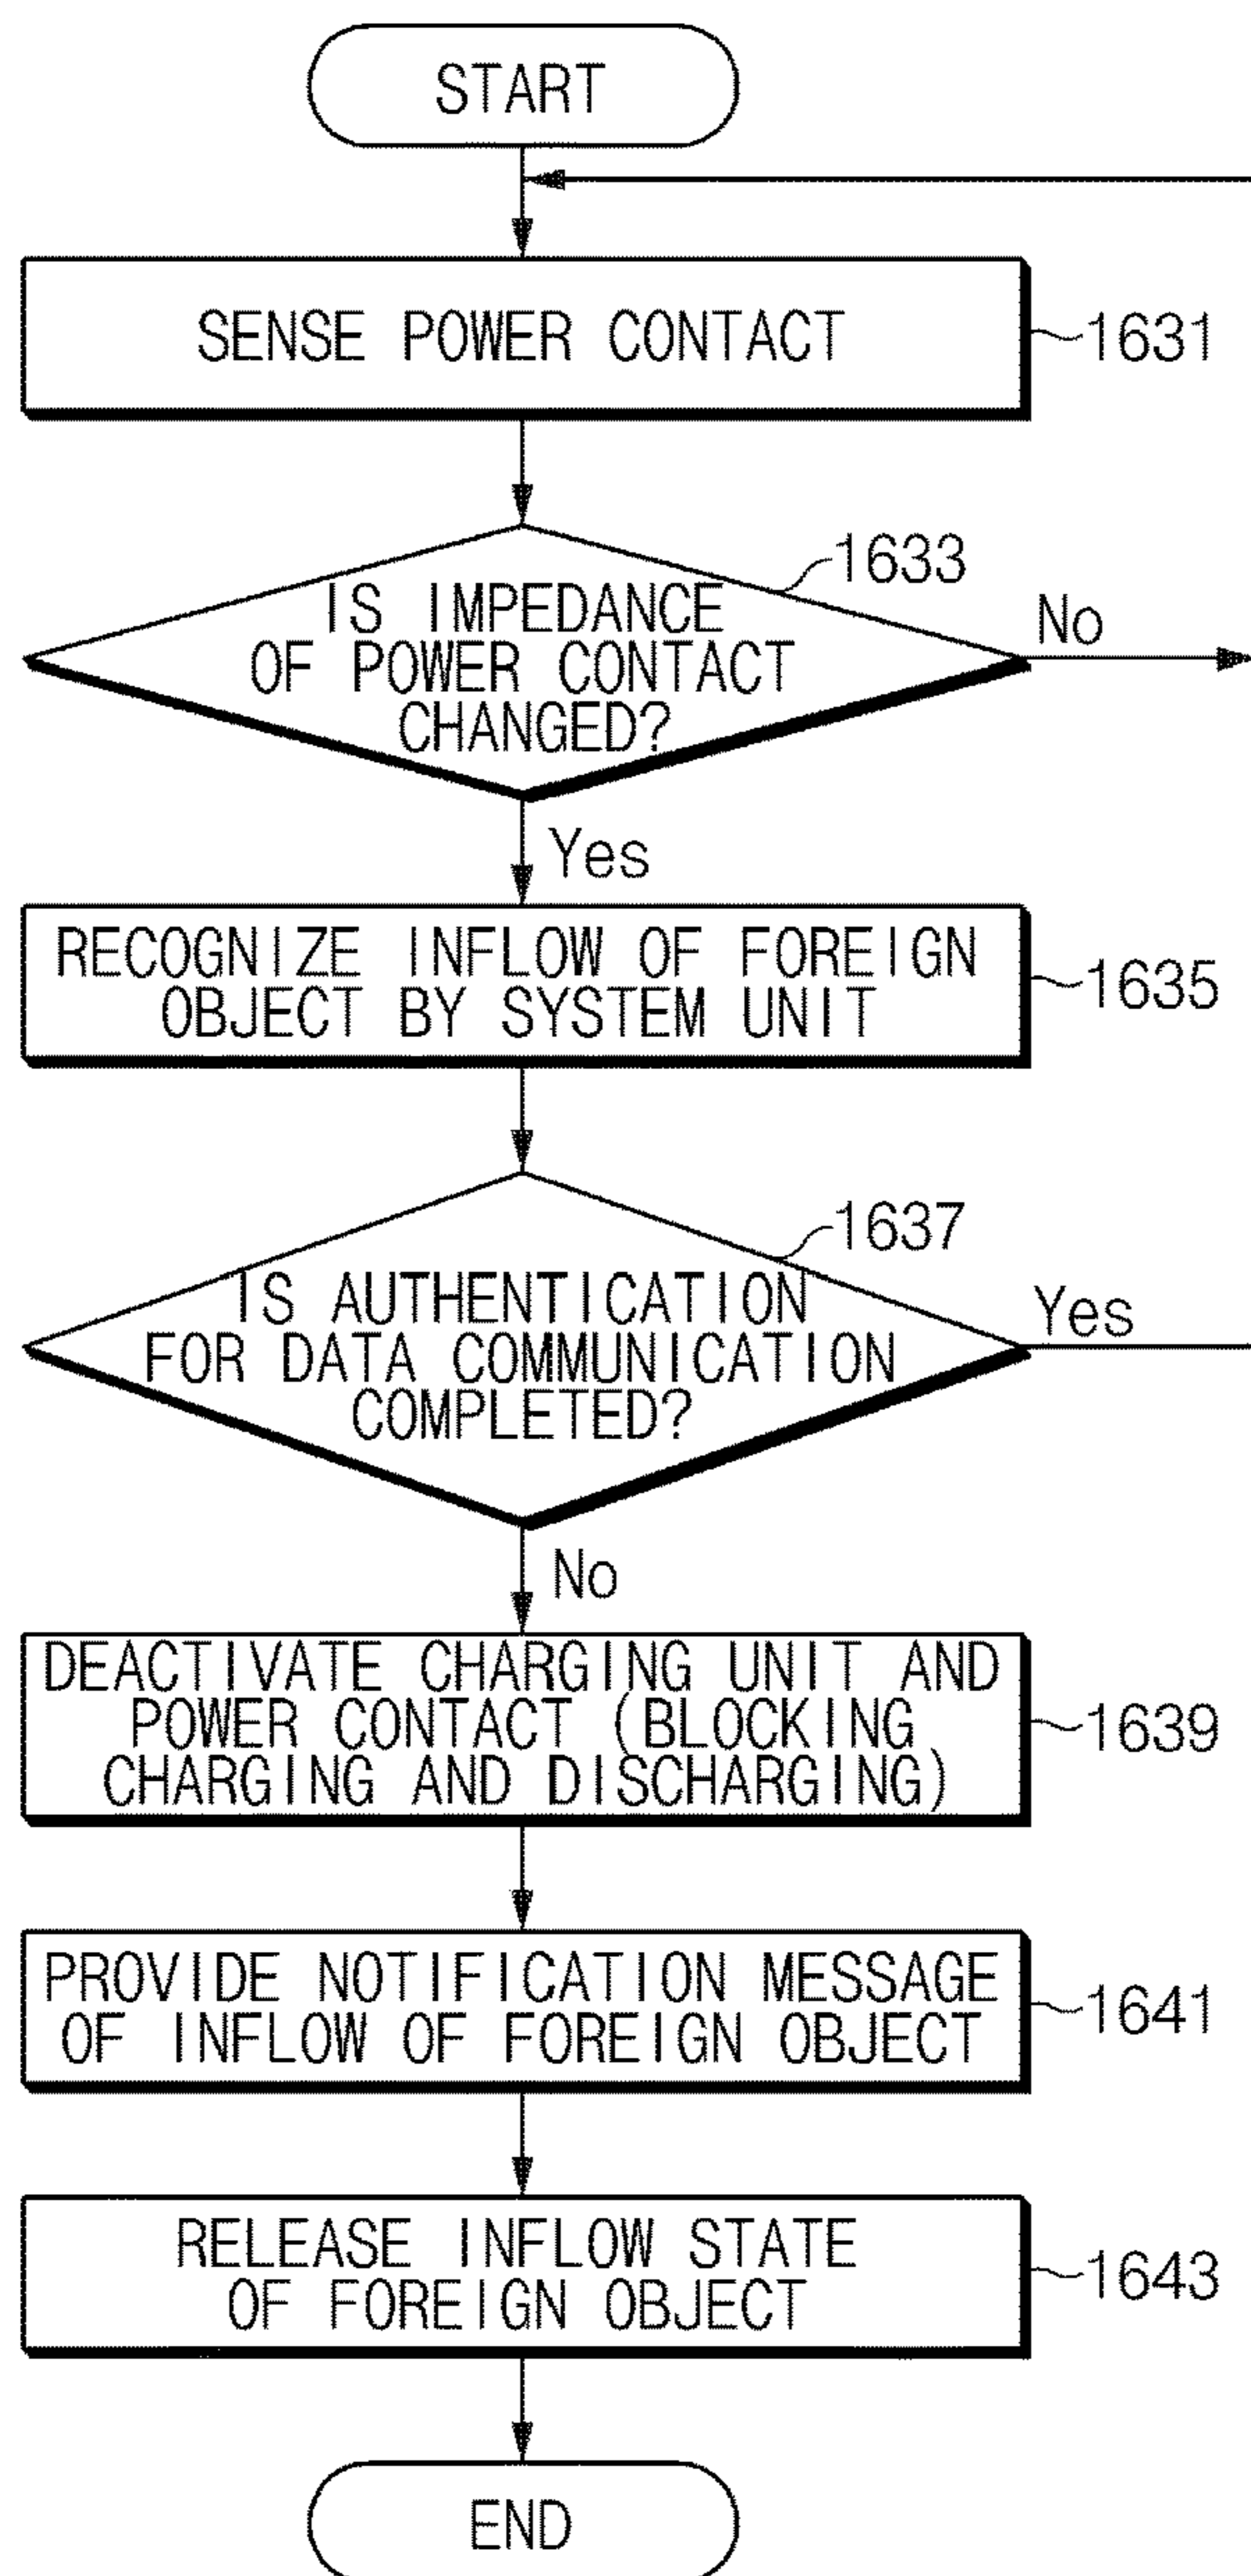 START
SENSE POWER CONTACT
1631
1633
IS IMPEDANCE
OF POWER CONTACT
CHANGED?
No
Yes
RECOGNIZE INFLOW OF FOREIGN
OBJECT BY SYSTEM UNIT
1635
1637
IS AUTHENTICATION
FOR DATA COMMUNICATION
COMPLETED?
Yes
No
DEACTIVATE CHARGING UNIT AND
POWER CONTACT (BLOCKING
CHARGING AND DISCHARGING)
1639
PROVIDE NOTIFICATION MESSAGE
OF INFLOW OF FOREIGN OBJECT
1641
RELEASE INFLOW STATE
OF FOREIGN OBJECT
1643
END